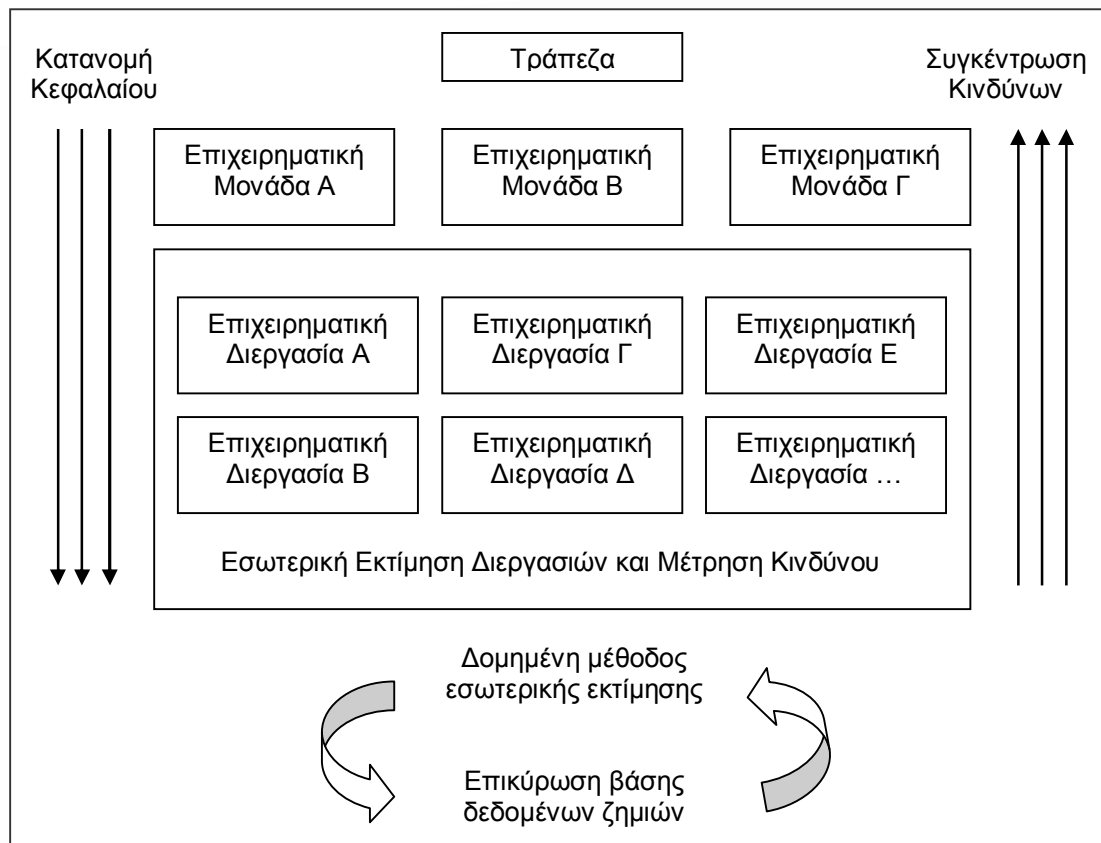 Κατανομή
Κεφαλαίου
Τράπεζα
Συγκέντρωση
Κινδύνων
Επιχειρηματική
Μονάδα Α
Επιχειρηματική
Μονάδα Β
Επιχειρηματική
Μονάδα Γ
Επιχειρηματική
Διεργασία Α
Επιχειρηματική
Διεργασία Γ
Επιχειρηματική
Διεργασία Ε
Επιχειρηματική
Διεργασία Β
Επιχειρηματική
Διεργασία Δ
Επιχειρηματική
Διεργασία …
Εσωτερική Εκτίμηση Διεργασιών και Μέτρηση Κινδύνου
Δομημένη μέθοδος
εσωτερικής εκτίμησης
Επικύρωση βάσης
δεδομένων ζημιών